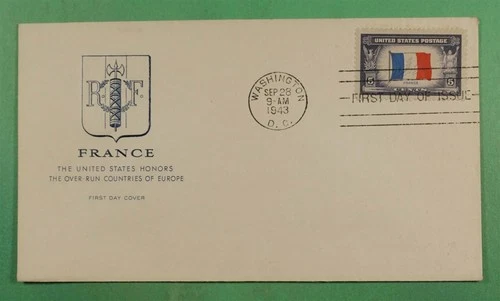 R F
FRANCE
THE UNITED STATES HONORS
THE OVER-RUN COUNTRIES OF EUROPE
FIRST DAY COVER
WASHINGTON
SEP 28
9-AM
1943
D. C.
UNITED STATES POSTAGE
5 5
FIRST DAY OF ISSUE